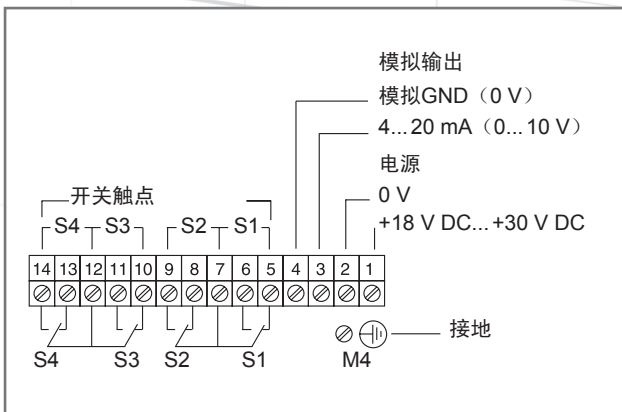 模拟输出
模拟GND（0 V）
4...20 mA（0...10 V）
电源
0 V
+18 V DC...+30 V DC
开关触点
S4 S3 S2 S1
14 13 12 11 10 9 8 7 6 5 4 3 2 1
接地
S4 S3 S2 S1 M4